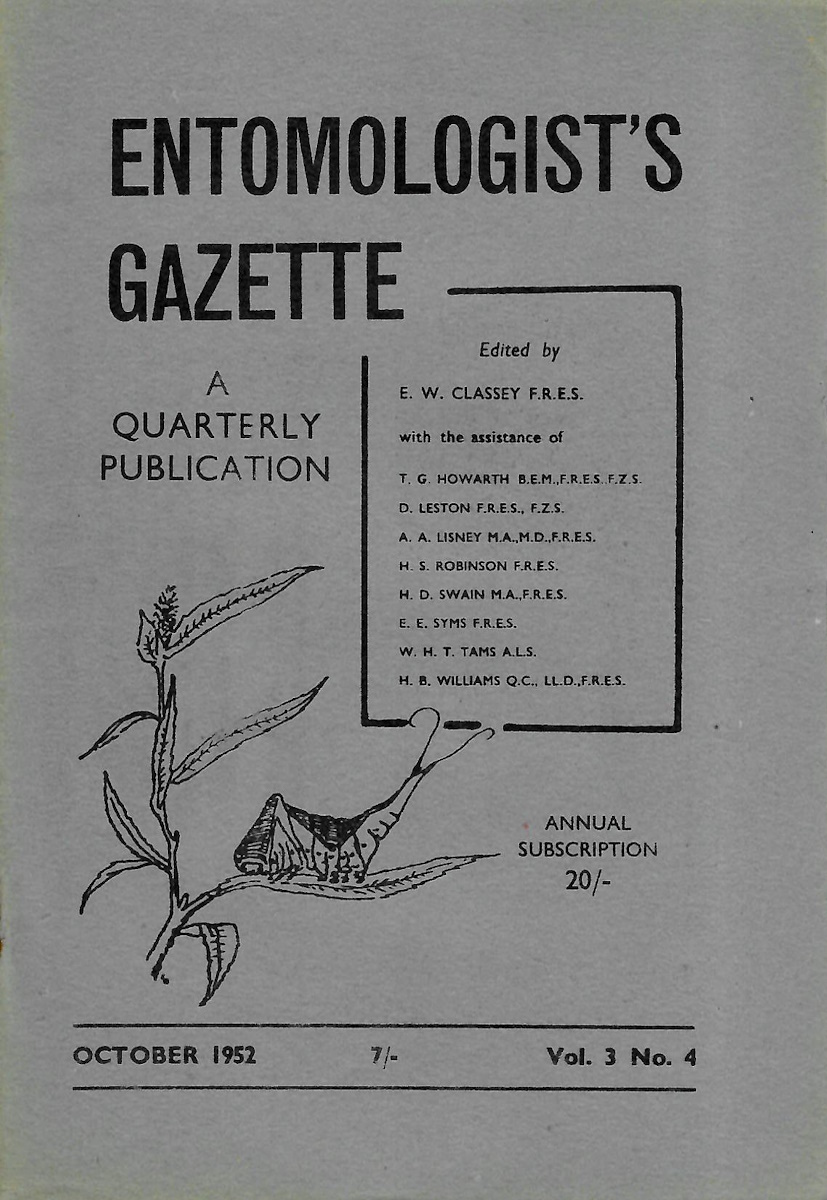 ENTOMOLOGIST'S
GAZETTE
A
QUARTERLY
PUBLICATION
Edited by
E. W. CLASSEY F.R.E.S.
with the assistance of
T. G. HOWARTH B.E.M.,F.R.E.S.,F.Z.S.
D. LESTON F.R.E.S., F.Z.S.
A. A. LISNEY M.A.,M.D.,F.R.E.S.
H. S. ROBINSON F.R.E.S.
H. D. SWAIN M.A.,F.R.E.S.
E. E. SYMS F.R.E.S.
W. H. T. TAMS A.L.S.
H. B. WILLIAMS Q.C., LL.D.,F.R.E.S.
ANNUAL
SUBSCRIPTION
20/-
OCTOBER 1952 7/- Vol. 3 No. 4